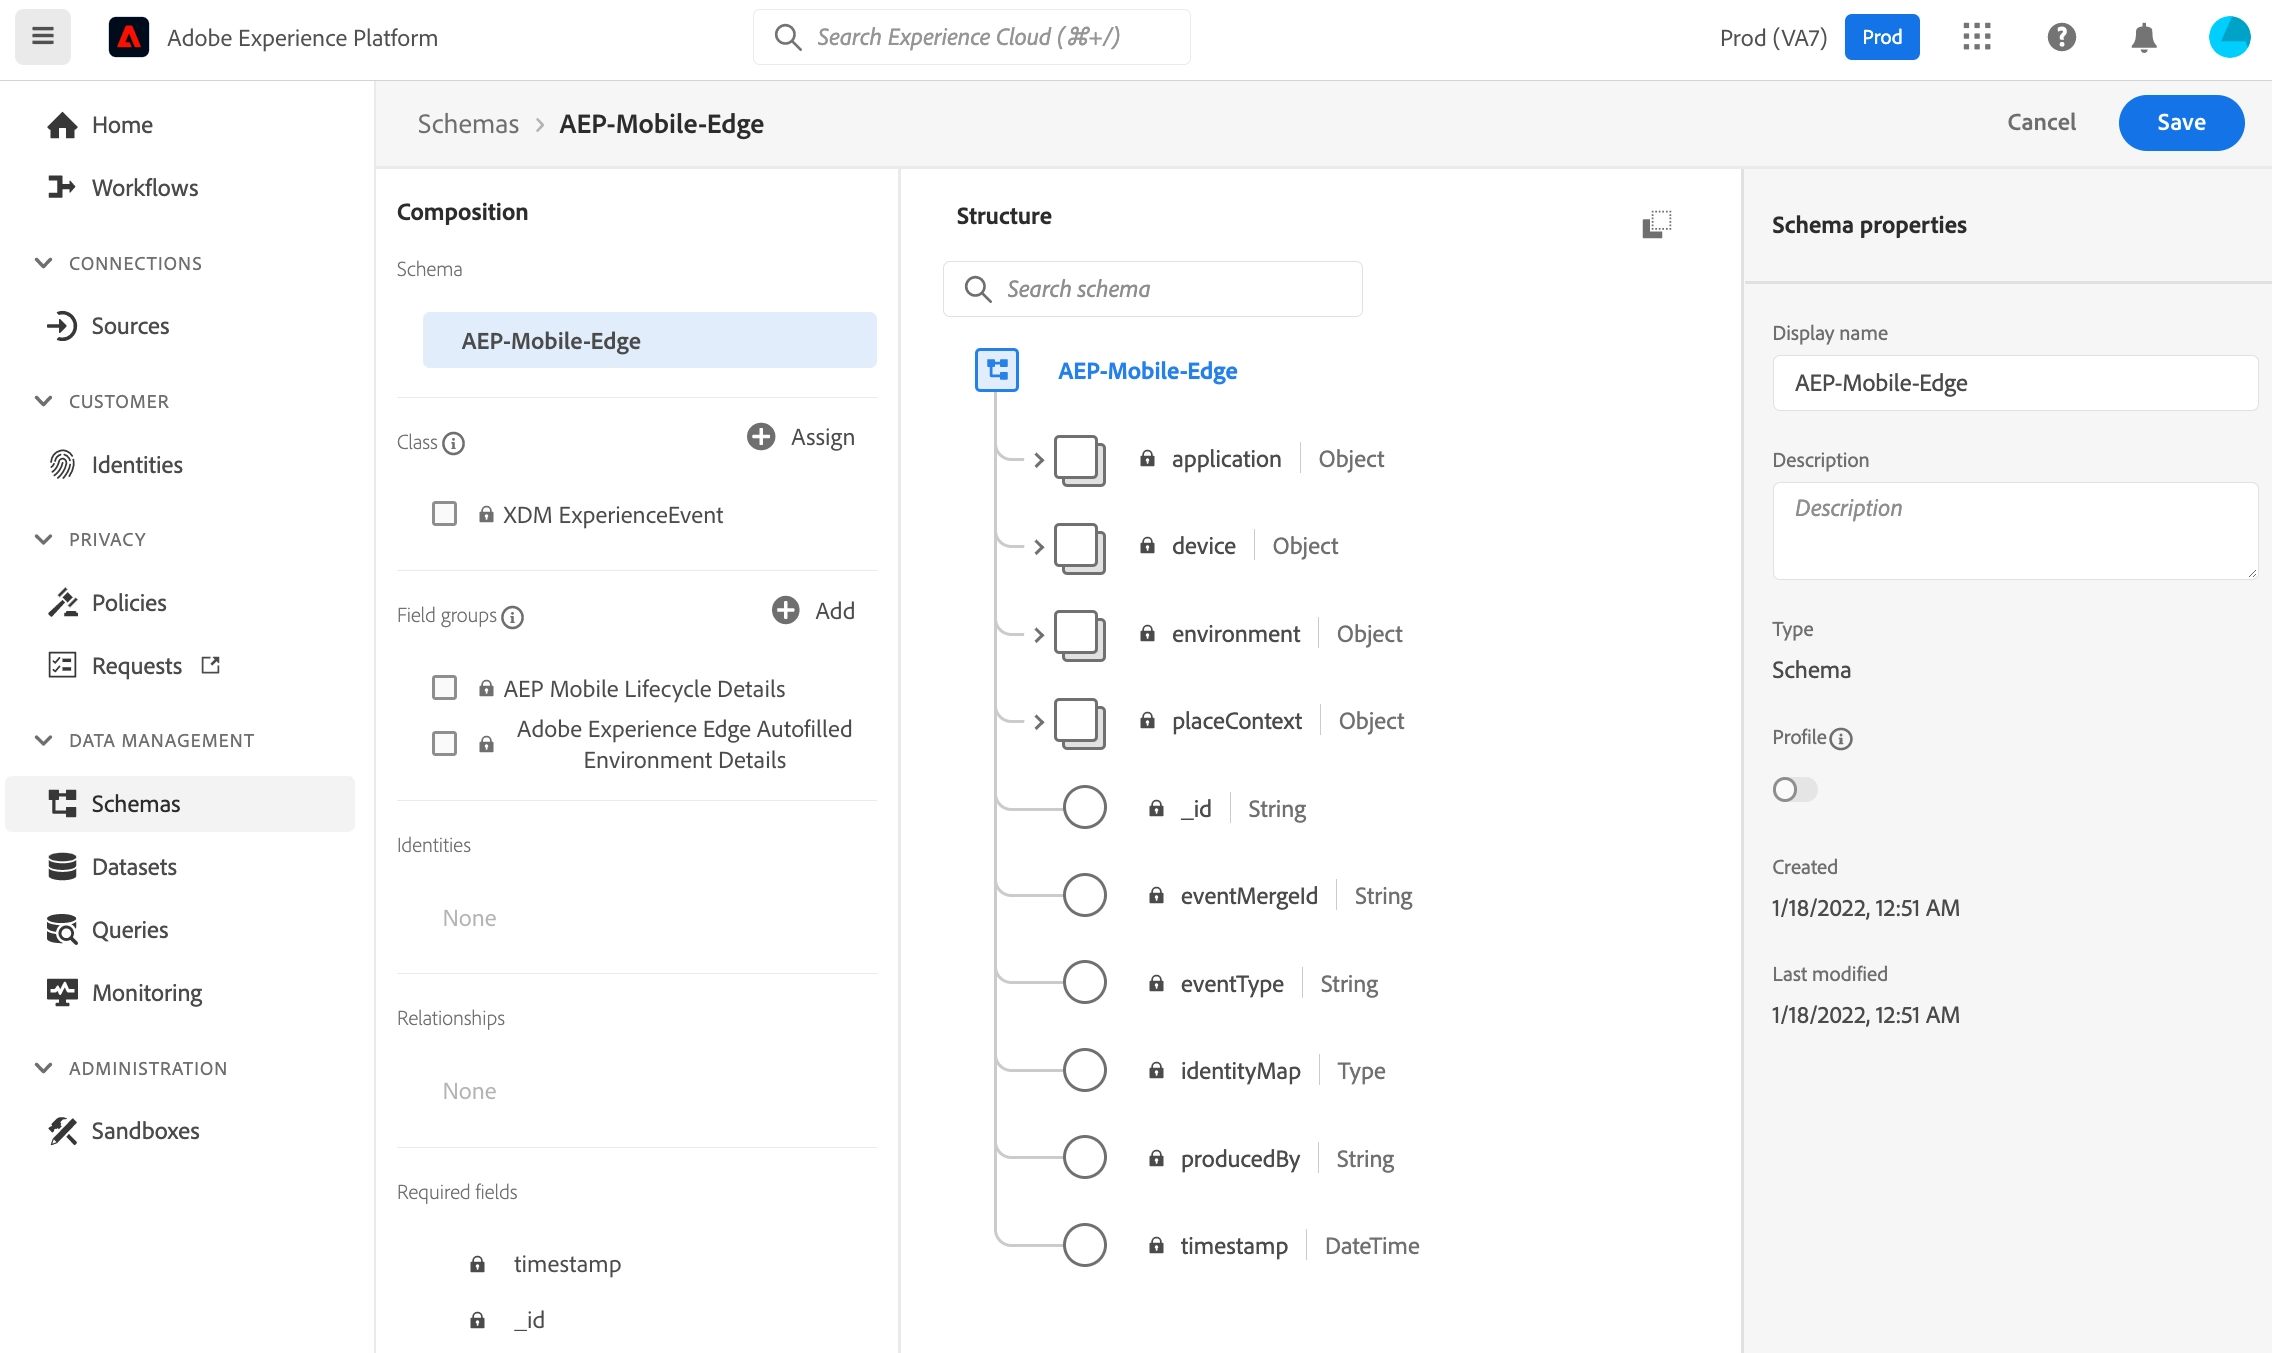 Adobe Experience Platform
Search Experience Cloud (⌘+/)
Prod (VA7)
Prod
Home
Workflows
CONNECTIONS
Sources
CUSTOMER
Identities
PRIVACY
Policies
Requests
DATA MANAGEMENT
Schemas
Datasets
Queries
Monitoring
ADMINISTRATION
Sandboxes
Schemas > AEP-Mobile-Edge
Cancel
Save
Composition
Schema
AEP-Mobile-Edge
Class
Assign
XDM ExperienceEvent
Field groups
Add
AEP Mobile Lifecycle Details
Adobe Experience Edge Autofilled
Environment Details
Identities
None
Relationships
None
Required fields
timestamp
_id
Structure
Search schema
AEP-Mobile-Edge
application | Object
device | Object
environment | Object
placeContext | Object
_id | String
eventMergeId | String
eventType | String
identityMap | Type
producedBy | String
timestamp | DateTime
Schema properties
Display name
AEP-Mobile-Edge
Description
Description
Type
Schema
Profile
Created
1/18/2022, 12:51 AM
Last modified
1/18/2022, 12:51 AM